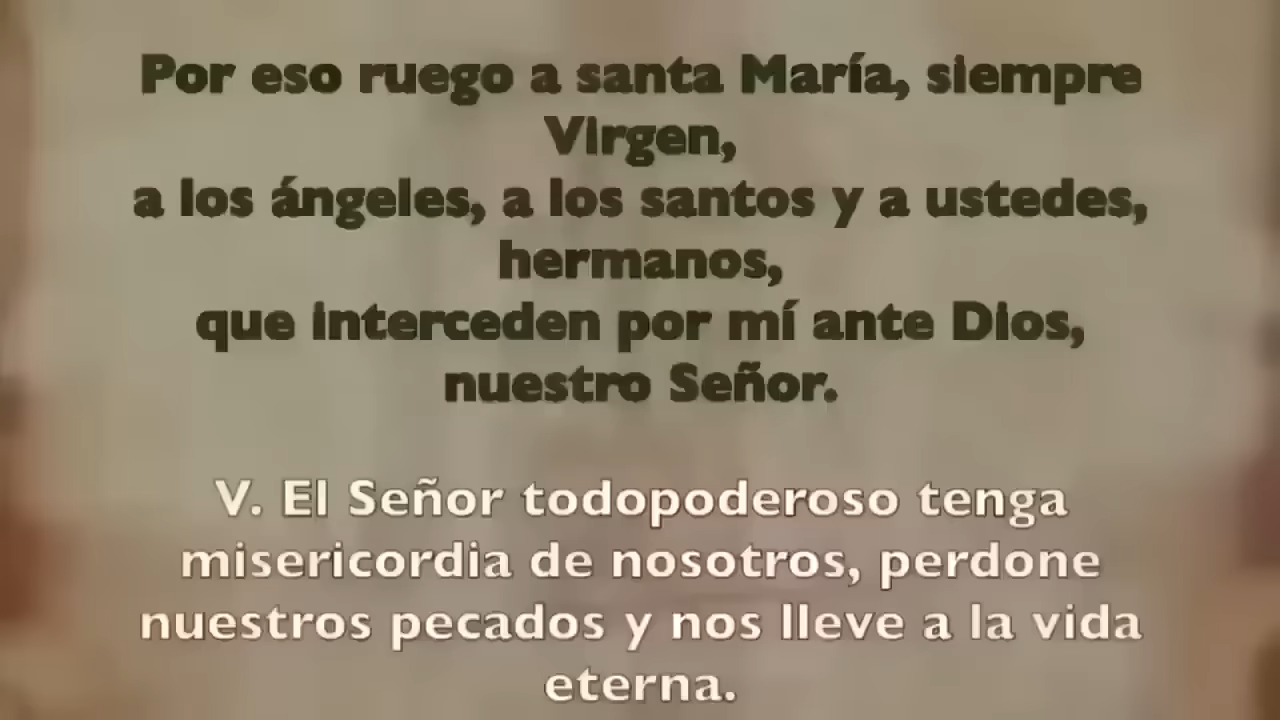 Por eso ruego a santa María, siempre
Virgen,
a los ángeles, a los santos y a ustedes,
hermanos,
que interceden por mí ante Dios,
nuestro Señor.
V. El Señor todopoderoso tenga
misericordia de nosotros, perdone
nuestros pecados y nos lleve a la vida
eterna.